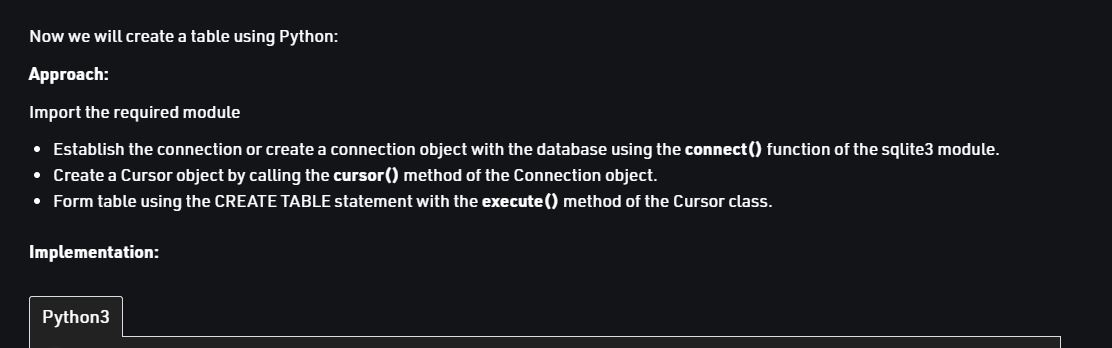 Now we will create a table using Python:
Approach:
Import the required module
• Establish the connection or create a connection object with the database using the connect() function of the sqlite3 module.
• Create a Cursor object by calling the cursor() method of the Connection object.
• Form table using the CREATE TABLE statement with the execute() method of the Cursor class.
Implementation:
Python3